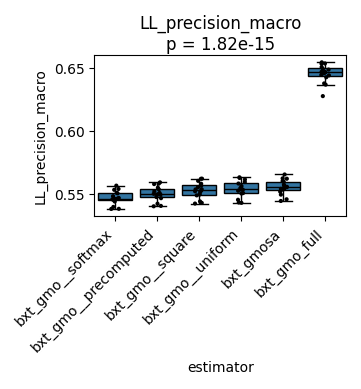 LL_precision_macro
p = 1.82e-15
LL_precision_macro
0.65
0.60
0.55
bxt_gmo__softmax
bxt_gmo__precomputed
bxt_gmo__square
bxt_gmo__uniform
bxt_gmosa
bxt_gmo_full
estimator